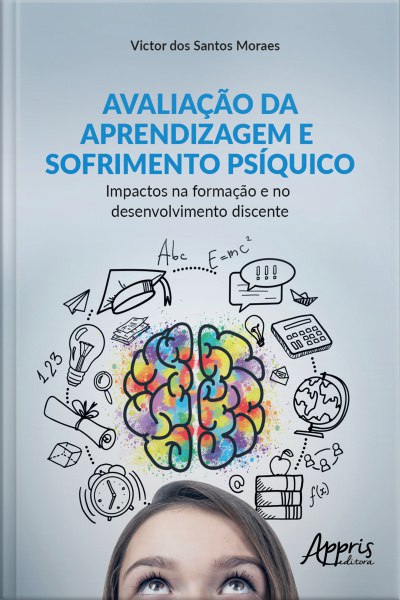 Victor dos Santos Moraes
AVALIAÇÃO DA
APRENDIZAGEM E
SOFRIMENTO PSÍQUICO
Impactos na formação e no
desenvolvimento discente
Abc
E=mc²
!!!
123
@
f(x)
Appris
editora